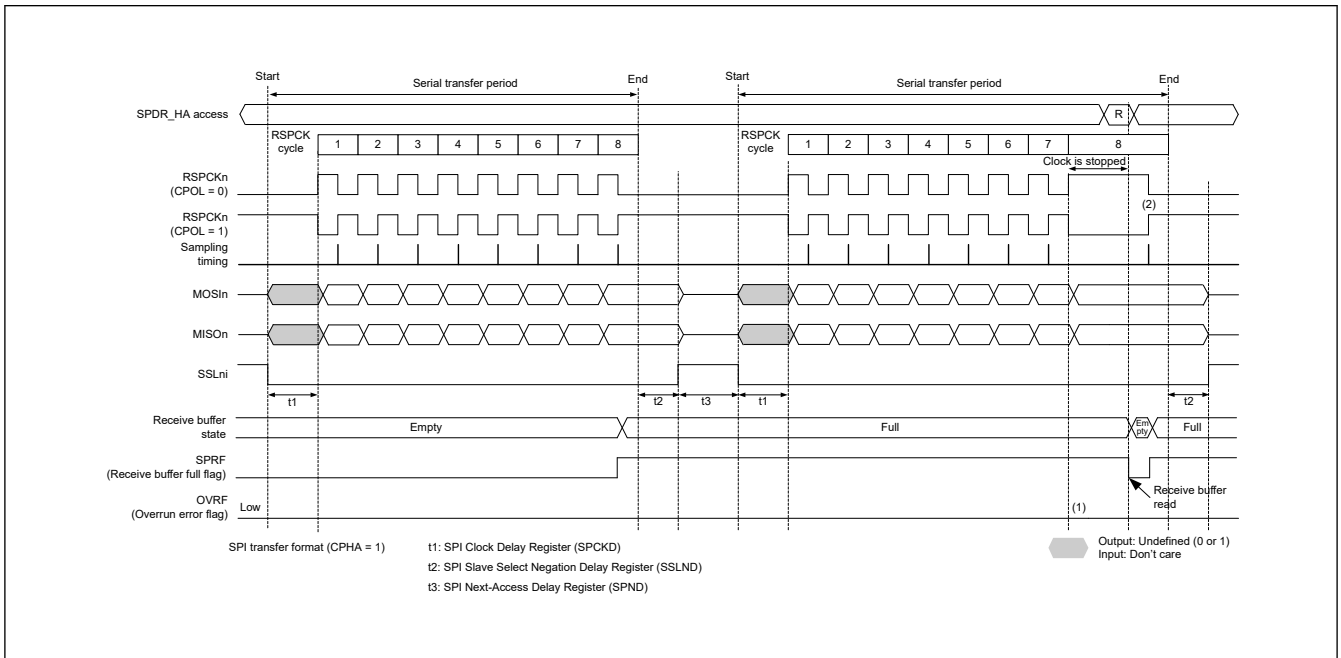 Start
Serial transfer period
End
Start
Serial transfer period
End
SPDR_HA access
R
RSPCK
cycle
1 2 3 4 5 6 7 8
RSPCK
cycle
1 2 3 4 5 6 7 8
Clock is stopped
RSPCKn
(CPOL = 0)
(2)
RSPCKn
(CPOL = 1)
Sampling
timing
MOSIn
MISOn
SSLni
t1
t2
t3
t1
t2
Receive buffer
state
Empty
Full
Em
pty
Full
SPRF
(Receive buffer full flag)
Receive buffer
read
OVRF
(Overrun error flag)
Low
(1)
SPI transfer format (CPHA = 1)
t1: SPI Clock Delay Register (SPCKD)
t2: SPI Slave Select Negation Delay Register (SSLND)
t3: SPI Next-Access Delay Register (SPND)
Output: Undefined (0 or 1)
Input: Don't care